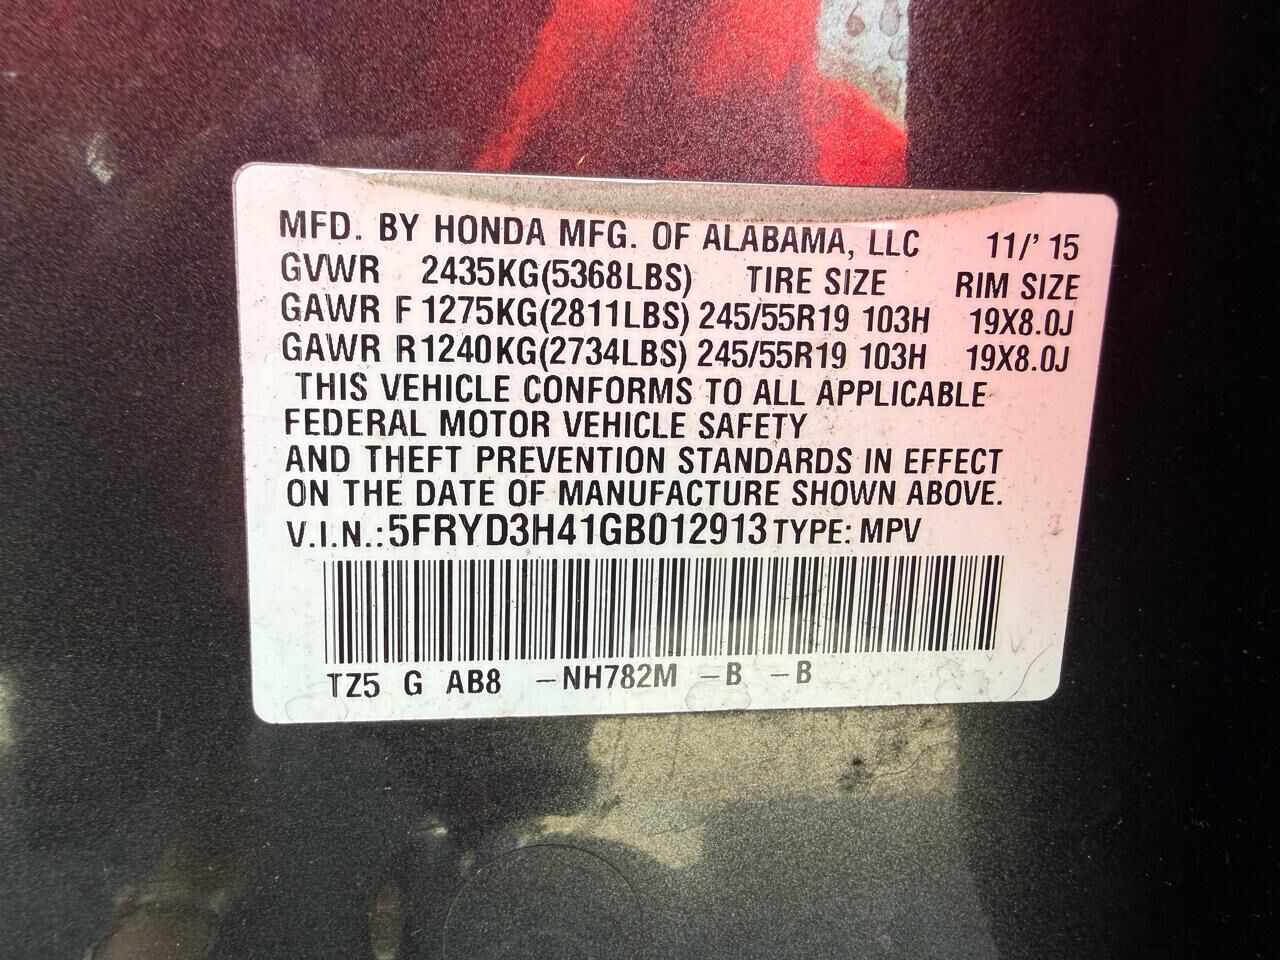 MFD. BY HONDA MFG. OF ALABAMA, LLC 11/' 15
GVWR 2435KG(5368LBS) TIRE SIZE RIM SIZE
GAWR F 1275KG(2811LBS) 245/55R19 103H 19X8.0J
GAWR R1240KG(2734LBS) 245/55R19 103H 19X8.0J
THIS VEHICLE CONFORMS TO ALL APPLICABLE
FEDERAL MOTOR VEHICLE SAFETY
AND THEFT PREVENTION STANDARDS IN EFFECT
ON THE DATE OF MANUFACTURE SHOWN ABOVE.
V.I.N.:5FRYD3H41GB012913 TYPE: MPV
TZ5 G AB8 -NH782M -B -B